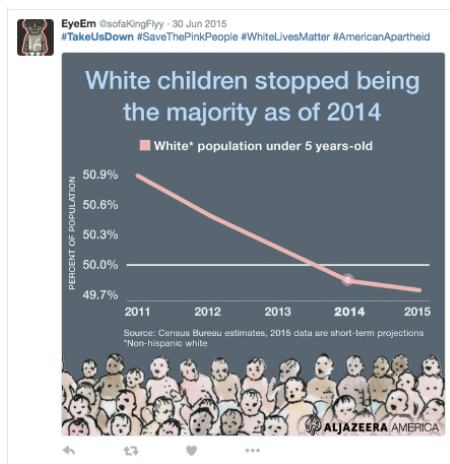 EyeEm @sofaKingFlyy · 30 Jun 2015
#TakeUsDown #SaveThePinkPeople #WhiteLivesMatter #AmericanApartheid
White children stopped being
the majority as of 2014
White* population under 5 years-old
PERCENT OF POPULATION
50.9%
50.6%
50.3%
50.0%
49.7%
2011 2012 2013 2014 2015
Source: Census Bureau estimates, 2015 data are short-term projections
*Non-hispanic white
ALJAZEERA AMERICA